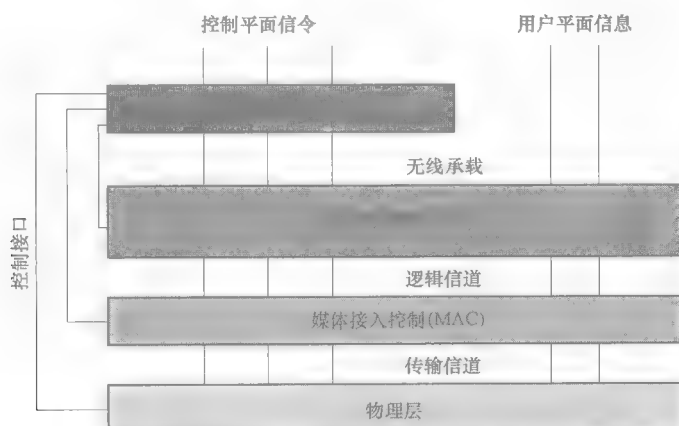 控制平面信令
用户平面信息
无线承载
控制接口
逻辑信道
媒体接入控制(MAC)
传输信道
物理层